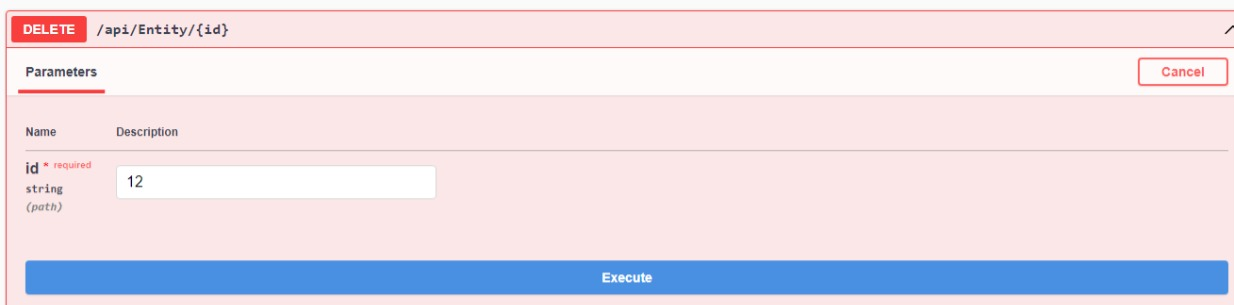 DELETE /api/Entity/{id}
Parameters
Cancel
Name Description
id * required
string
(path)
12
Execute